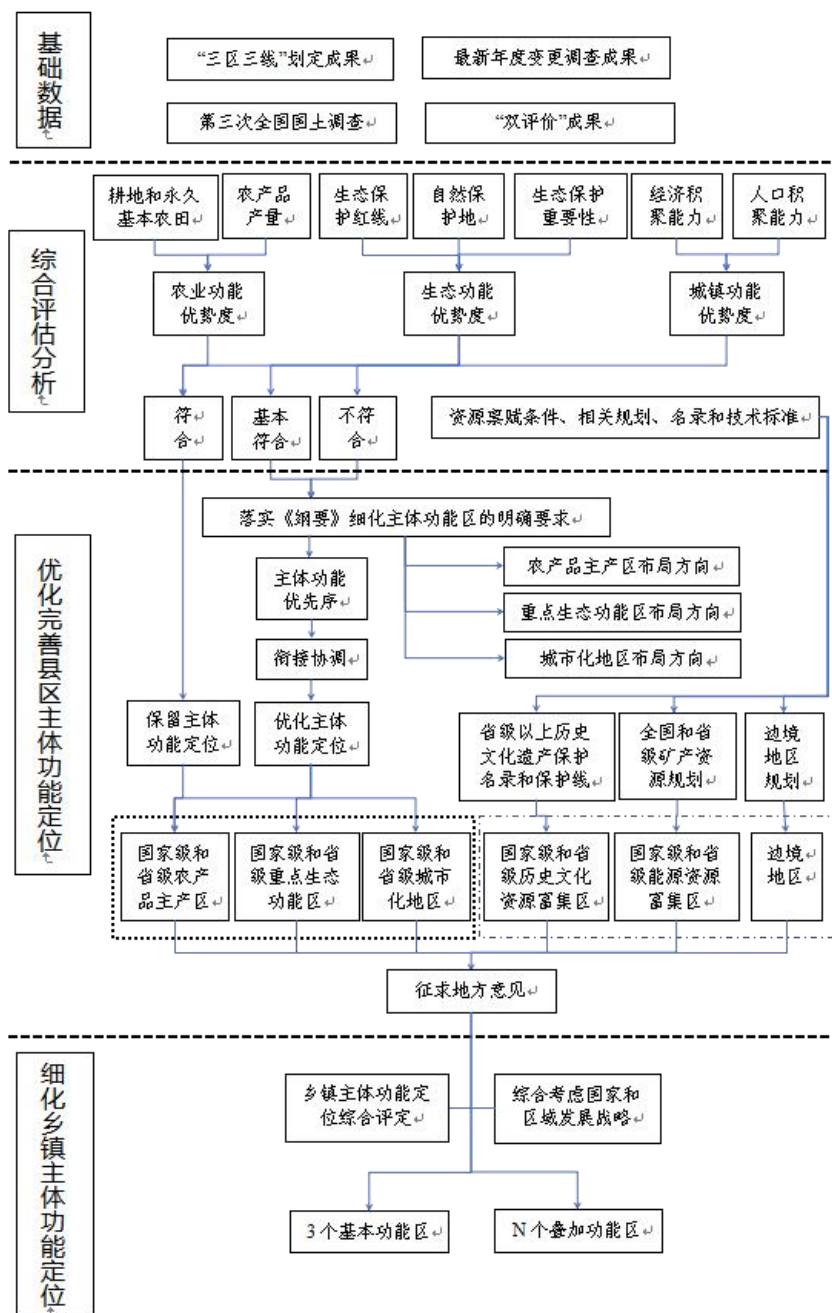 基础数据
“三区三线”划定成果
最新年度变更调查成果
第三次全国国土调查
“双评价”成果
综合评估分析
耕地和永久
基本农田
农产品
产量
生态保
护红线
自然保
护地
生态保护
重要性
经济积
聚能力
人口积
聚能力
农业功能
优势度
生态功能
优势度
城镇功能
优势度
符
合
基本
符合
不符
合
资源禀赋条件、相关规划、名录和技术标准
优化完善县区主体功能定位
落实《纲要》细化主体功能区的明确要求
主体功能
优先序
农产品主产区布局方向
重点生态功能区布局方向
衔接协调
城市化地区布局方向
保留主体
功能定位
优化主体
功能定位
省级以上历史
文化遗产保护
名录和保护线
全国和省
级矿产资
源规划
边境
地区
规划
国家级和
省级农产
品主产区
国家级和省
级重点生态
功能区
国家级和
省级城市
化地区
国家级和省
级历史文化
资源富集区
国家级和省
级能源资源
富集区
边境
地区
征求地方意见
细化乡镇主体功能定位
乡镇主体功能定
位综合评定
综合考虑国家和
区域发展战略
3个基本功能区
N个叠加功能区